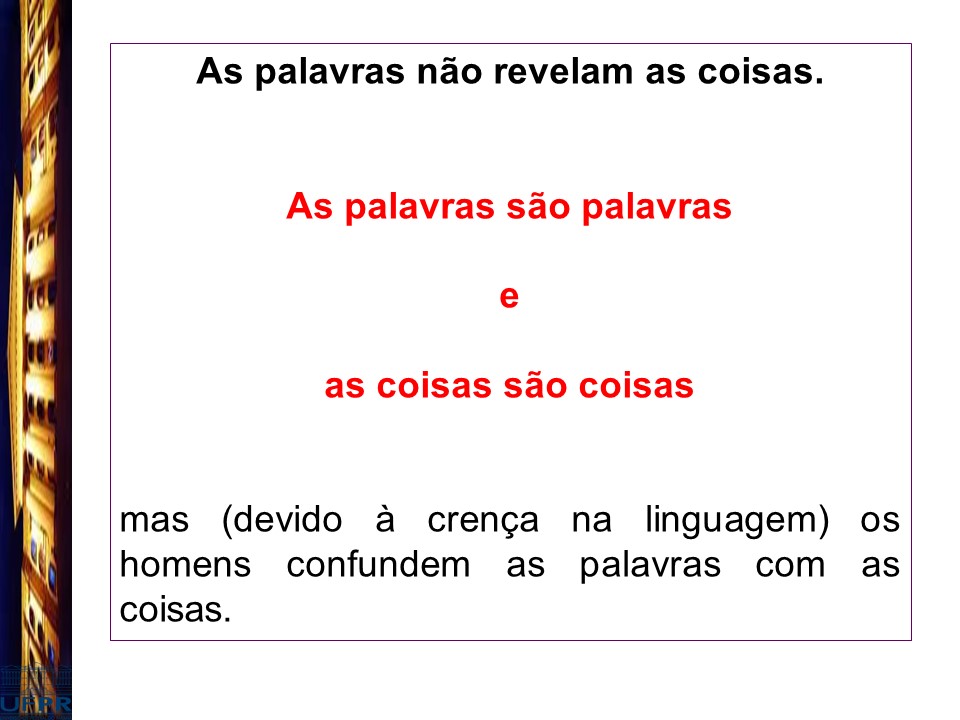 As palavras não revelam as coisas.
As palavras são palavras
e
as coisas são coisas
mas (devido à crença na linguagem) os
homens confundem as palavras com as
coisas.
UFPR